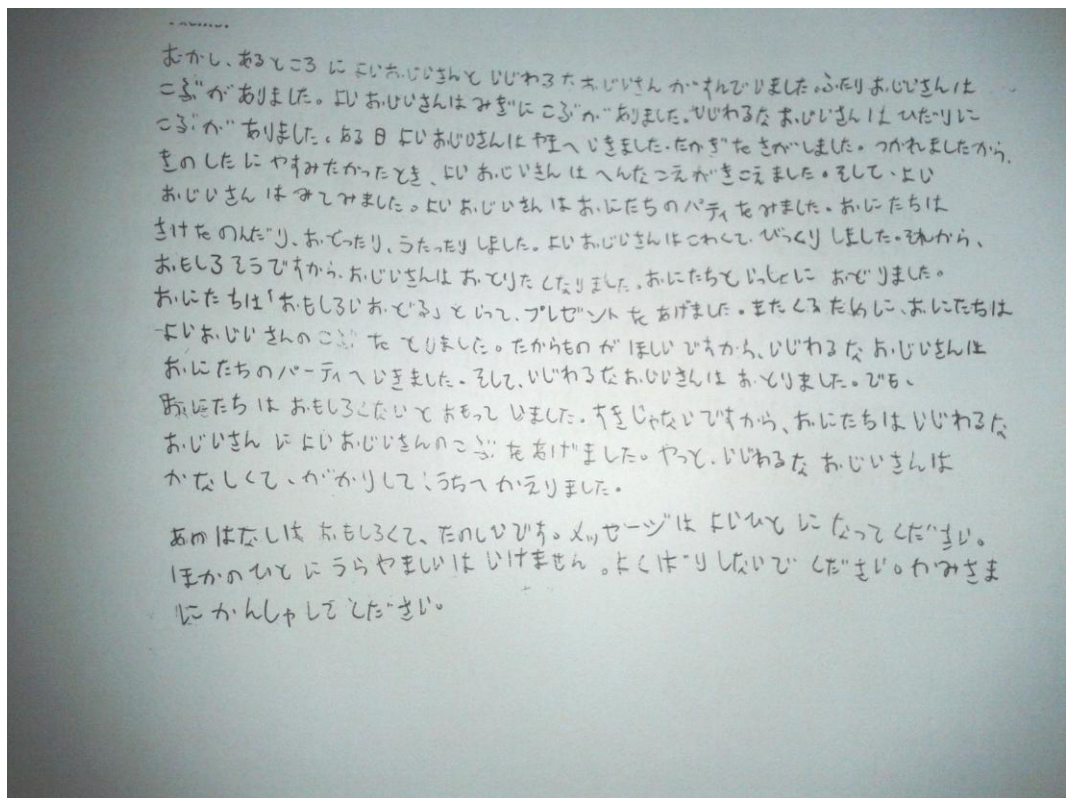 むかし、あるところに よいおじいさんと いじわるなおじいさん がすんでいました。ふたりおじいさんは
こぶがありました。よいおじいさんは みぎに こぶがありました。いじわるな おじいさんは ひだりに
こぶが ありました。ある日 よいおじいさんは やまへ いきました。たかぎを さがしました。つかれましたから、
きのしたに やすみたかったとき、よい おじいさんは へんなこえがきこえました。そして、よい
おじいさんは みてみました。よい おじいさんは おにたちのパティをみました。おにたちは
さけを のんだり、おどったり、うたったり しました。よいおじいさんはこわくて、びっくり しました。それから、
おもしろそうですから、おじいさんは おどりたくなりました。おにたちと いっしょに おどりました。
おにたちは「おもしろい おどる」といって、プレゼントを あげました。またくるために、おにたちは
よいおじいさんのこぶを としました。たからものが ほしいですから、いじわるな おじいさんは
おにたちのパーティへ いきました。そして、いじわるなおじいさんは おとりました。でも、
おにたちは おもしろくないと おもっていました。すきじゃないですから、おにたちは いじわるな
おじいさん に よい おじいさんのこぶ をあげました。やっと、いじわるな おじいさんは
かなしくて、がかりして、うちへ かえりました。
あのはなしは おもしろくて、たのしいです。メッセージは よいひとに なってください。
ほかのひとに うらやましいは いけません。よくばりしないで ください。かみさま
に かんしゃして ください。